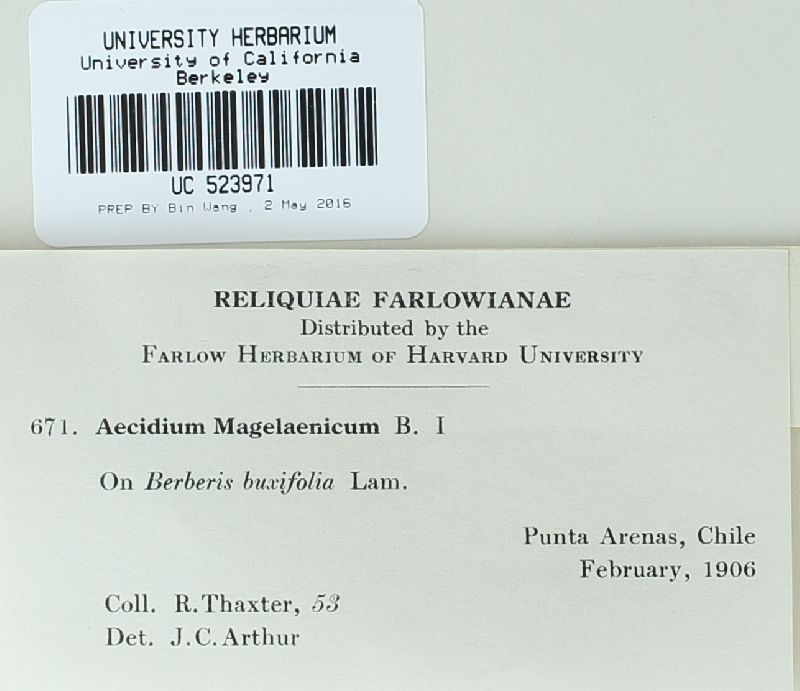 UNIVERSITY HERBARIUM
University of California
Berkeley
UC 523971
PREP BY Bin Wang , 2 May 2016
RELIQUIAE FARLOWIANAE
Distributed by the
FARLOW HERBARIUM OF HARVARD UNIVERSITY
671. Aecidium Magelaenicum B. I
On Berberis buxifolia Lam.
Punta Arenas, Chile
February, 1906
Coll. R.Thaxter, 53
Det. J.C.Arthur